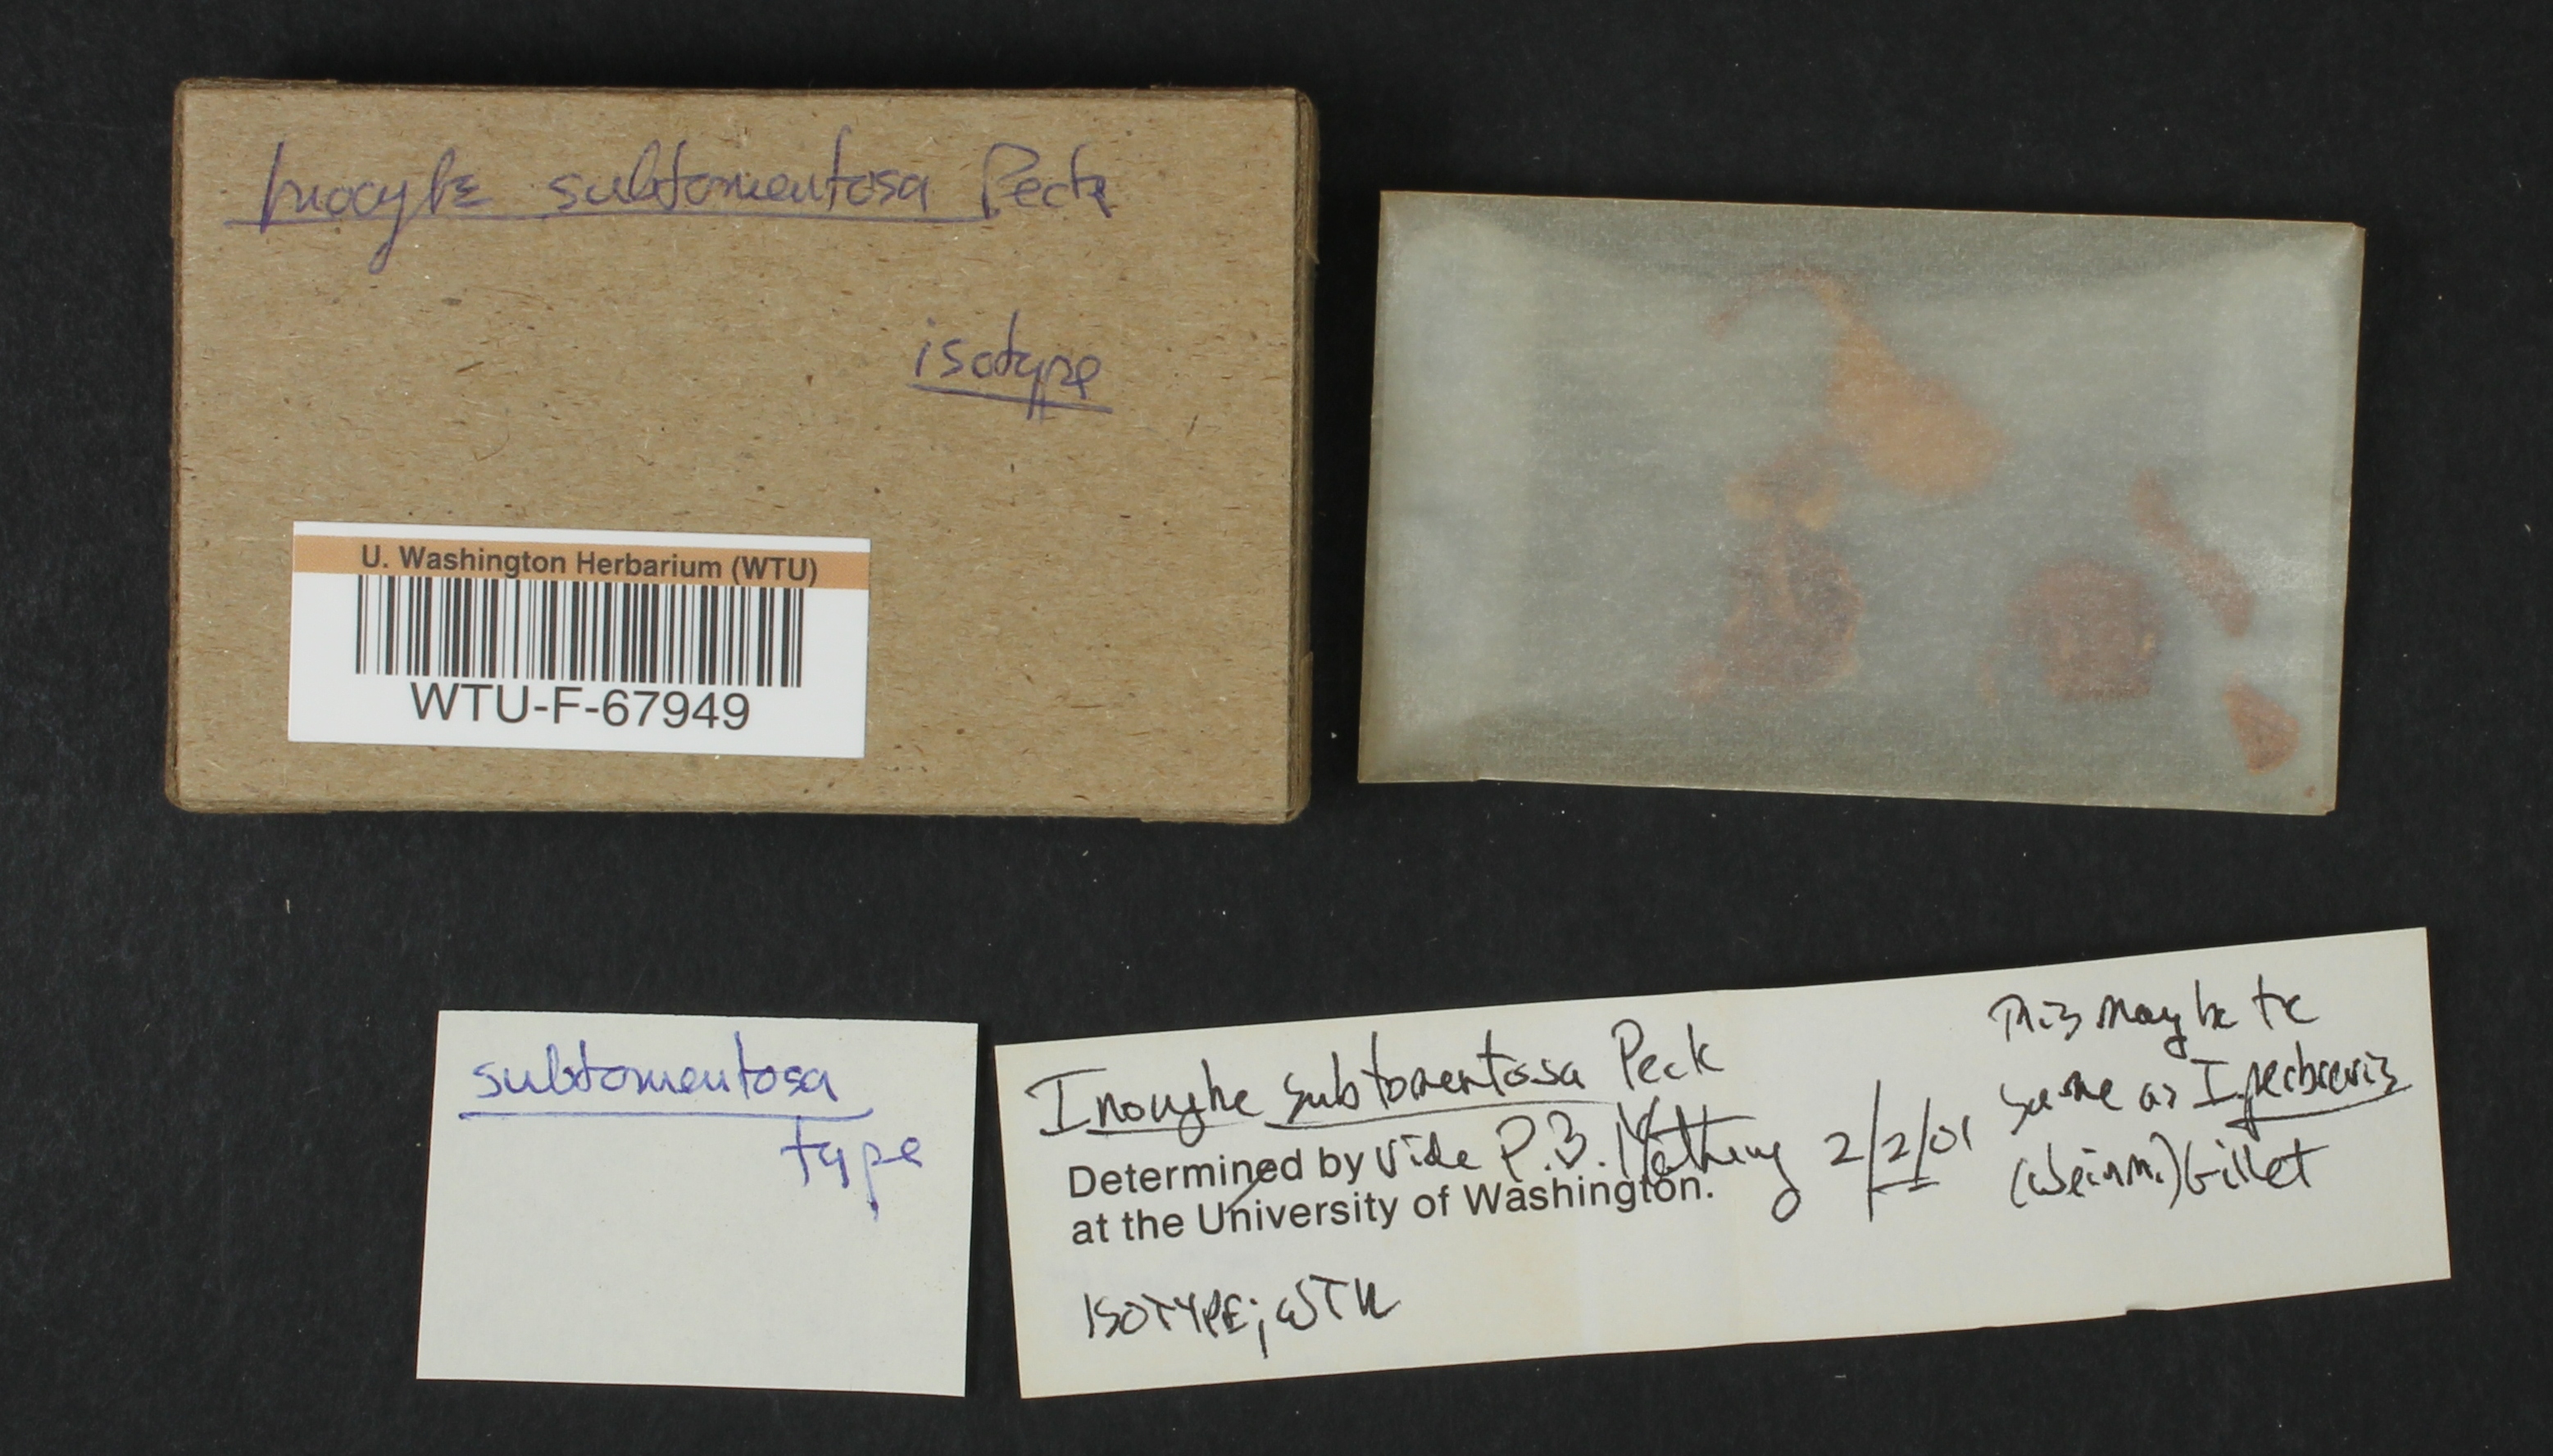 Inocybe subtomentosa Peck
isotype
U. Washington Herbarium (WTU)
WTU-F-67949
subtomentosa
type
Inocybe subtomentosa Peck
Determined by vide P.B. Matheny 2/2/01
at the University of Washington.
ISOTYPE; WTU
This may be the
same as I. perbrevis
(Weinm.) Gillet